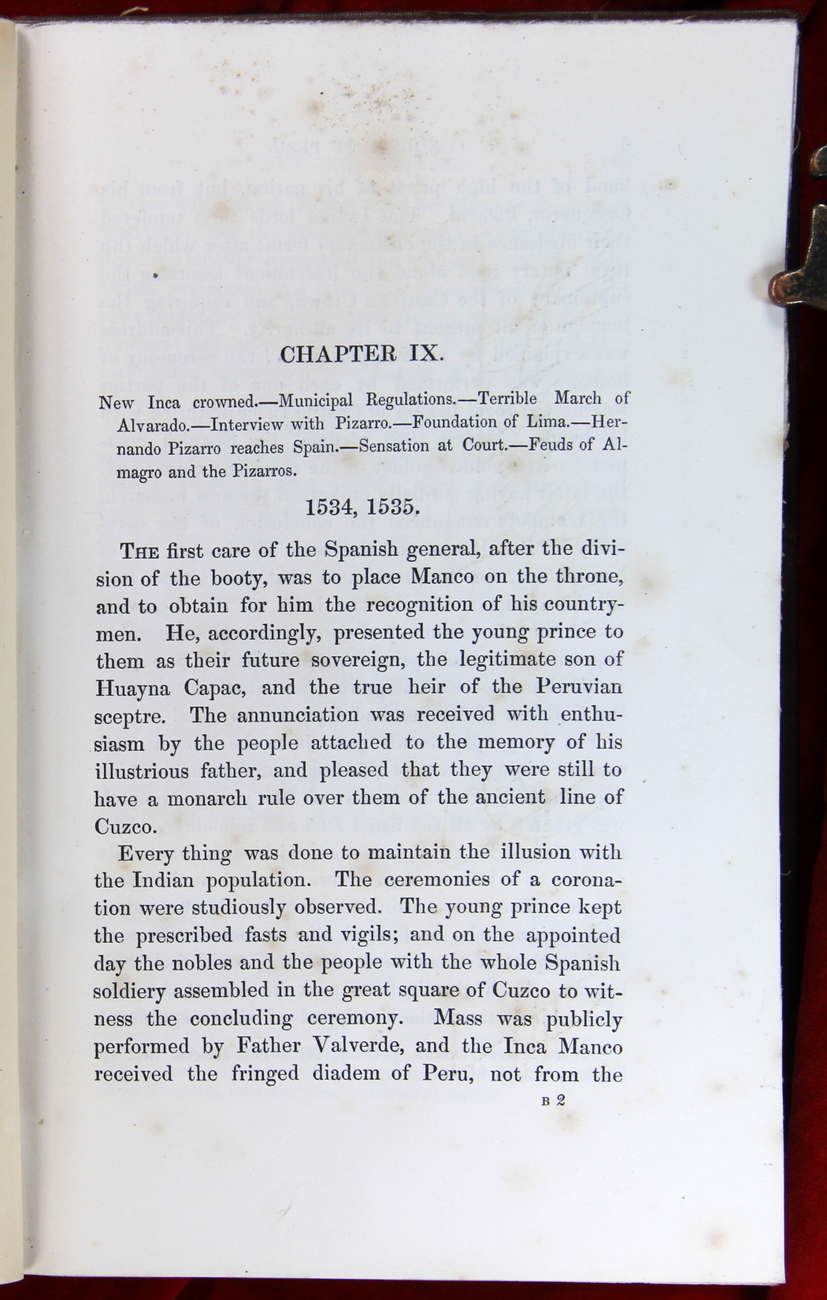 CHAPTER IX.
New Inca crowned.—Municipal Regulations.—Terrible March of
Alvarado.—Interview with Pizarro.—Foundation of Lima.—Her-
nando Pizarro reaches Spain.—Sensation at Court.—Feuds of Al-
magro and the Pizarros.
1534, 1535.
THE first care of the Spanish general, after the divi-
sion of the booty, was to place Manco on the throne,
and to obtain for him the recognition of his country-
men. He, accordingly, presented the young prince to
them as their future sovereign, the legitimate son of
Huayna Capac, and the true heir of the Peruvian
sceptre. The annunciation was received with enthu-
siasm by the people attached to the memory of his
illustrious father, and pleased that they were still to
have a monarch rule over them of the ancient line of
Cuzco.
Every thing was done to maintain the illusion with
the Indian population. The ceremonies of a corona-
tion were studiously observed. The young prince kept
the prescribed fasts and vigils; and on the appointed
day the nobles and the people with the whole Spanish
soldiery assembled in the great square of Cuzco to wit-
ness the concluding ceremony. Mass was publicly
performed by Father Valverde, and the Inca Manco
received the fringed diadem of Peru, not from the
B 2